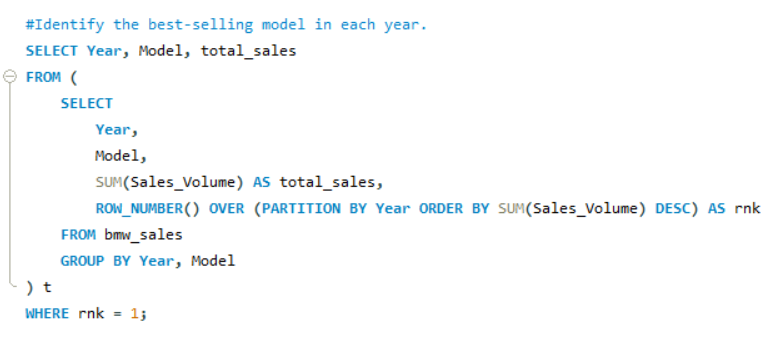 #Identify the best-selling model in each year.
SELECT Year, Model, total_sales
FROM (
SELECT
Year,
Model,
SUM(Sales_Volume) AS total_sales,
ROW_NUMBER() OVER (PARTITION BY Year ORDER BY SUM(Sales_Volume) DESC) AS rnk
FROM bmw_sales
GROUP BY Year, Model
) t
WHERE rnk = 1;